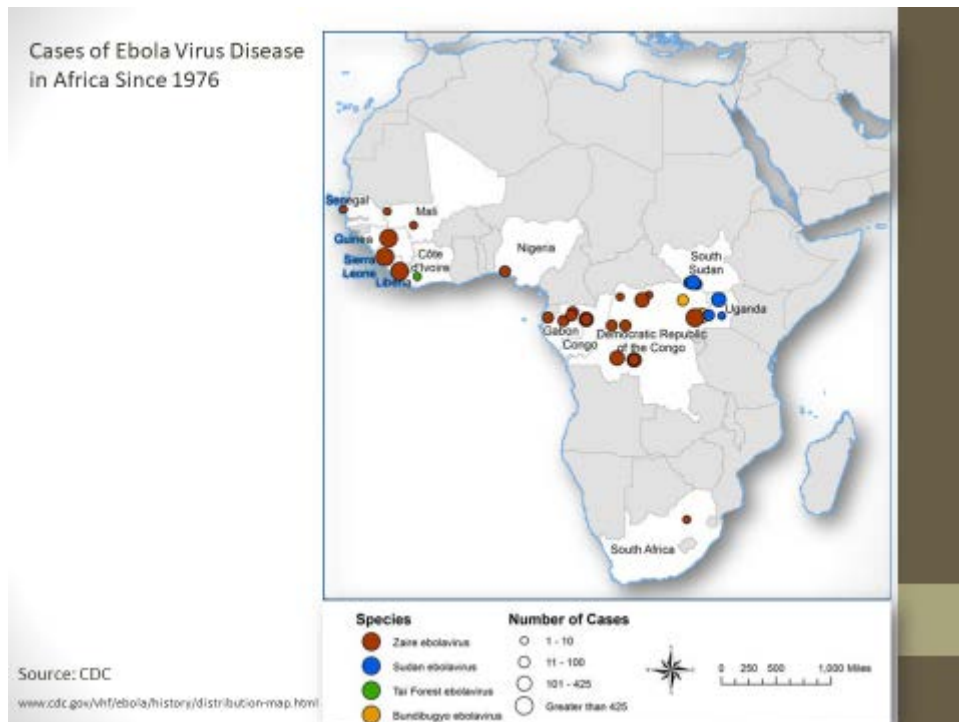 Cases of Ebola Virus Disease
in Africa Since 1976
Senegal
Mali
Guinea
Côte
d'Ivoire
Sierra
Leone
Liberia
Nigeria
South
Sudan
Uganda
Gabon
Congo
Democratic Republic
of the Congo
South Africa
Species
Zaire ebolavirus
Sudan ebolavirus
Tai Forest ebolavirus
Bundibugyo ebolavirus
Number of Cases
1 - 10
11 - 100
101 - 425
Greater than 425
0 250 500 1,000 Miles
Source: CDC
www.cdc.gov/vhf/ebola/history/distribution-map.html